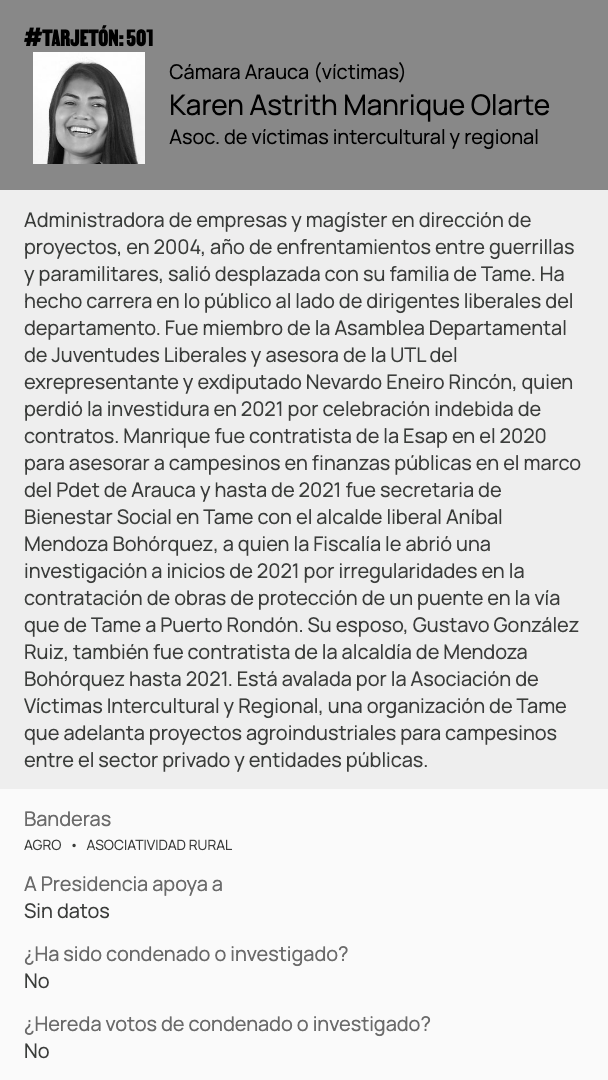 #TARJETÓN: 501
Cámara Arauca (víctimas)
Karen Astrith Manrique Olarte
Asoc. de víctimas intercultural y regional
Administradora de empresas y magíster en dirección de
proyectos, en 2004, año de enfrentamientos entre guerrillas
y paramilitares, salió desplazada con su familia de Tame. Ha
hecho carrera en lo público al lado de dirigentes liberales del
departamento. Fue miembro de la Asamblea Departamental
de Juventudes Liberales y asesora de la UTL del
exrepresentante y exdiputado Nevardo Eneiro Rincón, quien
perdió la investidura en 2021 por celebración indebida de
contratos. Manrique fue contratista de la Esap en el 2020
para asesorar a campesinos en finanzas públicas en el marco
del Pdet de Arauca y hasta de 2021 fue secretaria de
Bienestar Social en Tame con el alcalde liberal Aníbal
Mendoza Bohórquez, a quien la Fiscalía le abrió una
investigación a inicios de 2021 por irregularidades en la
contratación de obras de protección de un puente en la vía
que de Tame a Puerto Rondón. Su esposo, Gustavo González
Ruiz, también fue contratista de la alcaldía de Mendoza
Bohórquez hasta 2021. Está avalada por la Asociación de
Víctimas Intercultural y Regional, una organización de Tame
que adelanta proyectos agroindustriales para campesinos
entre el sector privado y entidades públicas.
Banderas
AGRO • ASOCIATIVIDAD RURAL
A Presidencia apoya a
Sin datos
¿Ha sido condenado o investigado?
No
¿Hereda votos de condenado o investigado?
No